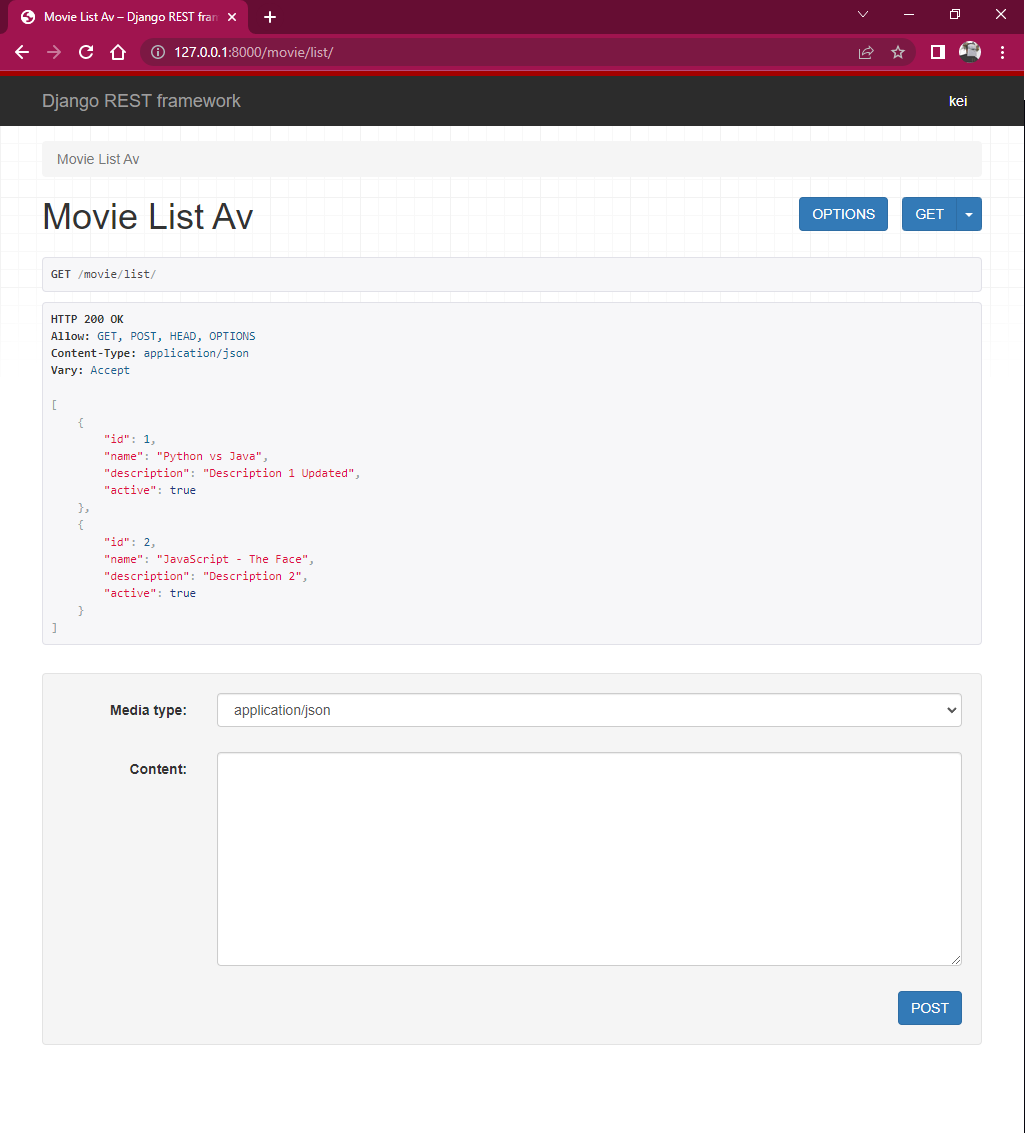 Movie List Av – Django REST fram
127.0.0.1:8000/movie/list/
Django REST framework
kei
Movie List Av
Movie List Av
OPTIONS
GET
GET /movie/list/
HTTP 200 OK
Allow: GET, POST, HEAD, OPTIONS
Content-Type: application/json
Vary: Accept
[
    {
        "id": 1,
        "name": "Python vs Java",
        "description": "Description 1 Updated",
        "active": true
    },
    {
        "id": 2,
        "name": "JavaScript - The Face",
        "description": "Description 2",
        "active": true
    }
]
Media type:
application/json
Content:
POST